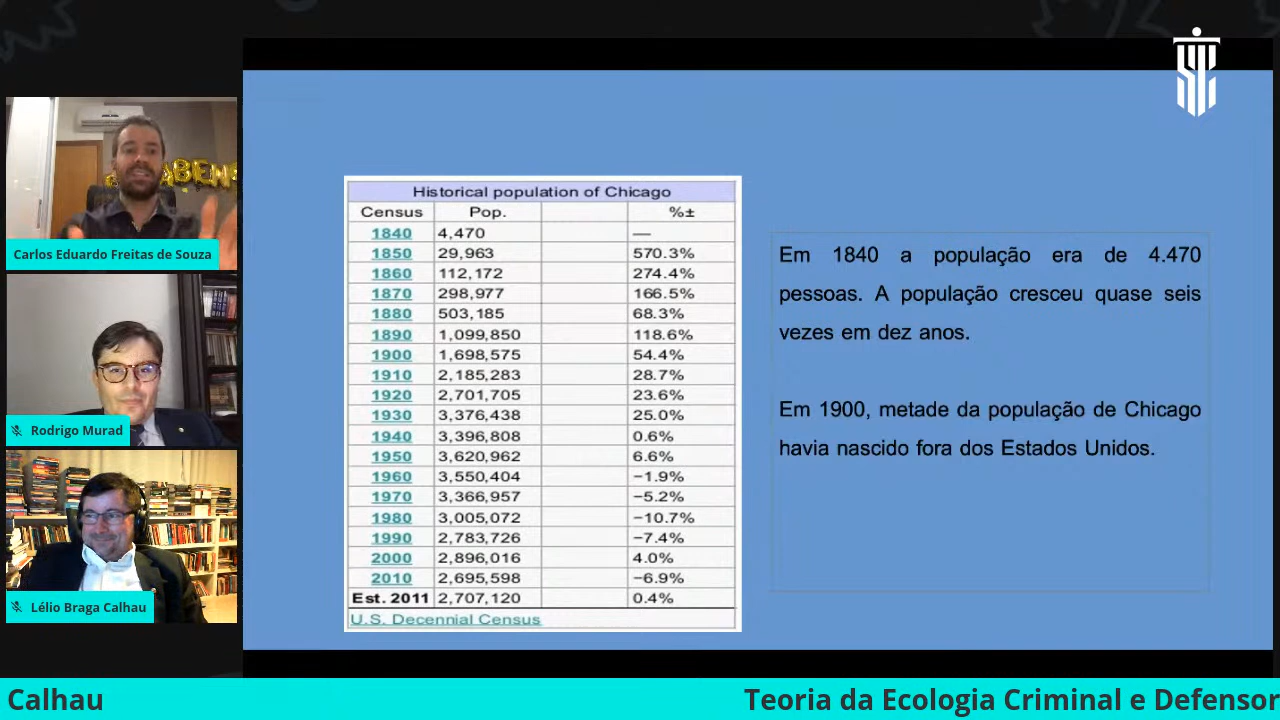 Carlos Eduardo Freitas de Souza
Rodrigo Murad
Lélio Braga Calhau
Historical population of Chicago
Census Pop. %±
1840 4,470 —
1850 29,963 570.3%
1860 112,172 274.4%
1870 298,977 166.5%
1880 503,185 68.3%
1890 1,099,850 118.6%
1900 1,698,575 54.4%
1910 2,185,283 28.7%
1920 2,701,705 23.6%
1930 3,376,438 25.0%
1940 3,396,808 0.6%
1950 3,620,962 6.6%
1960 3,550,404 −1.9%
1970 3,366,957 −5.2%
1980 3,005,072 −10.7%
1990 2,783,726 −7.4%
2000 2,896,016 4.0%
2010 2,695,598 −6.9%
Est. 2011 2,707,120 0.4%
U.S. Decennial Census
Em 1840 a população era de 4.470
pessoas. A população cresceu quase seis
vezes em dez anos.
Em 1900, metade da população de Chicago
havia nascido fora dos Estados Unidos.
Calhau
Teoria da Ecologia Criminal e Defensor